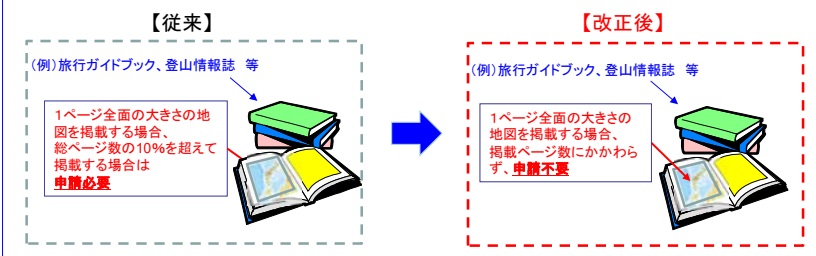 【従来】
(例)旅行ガイドブック、登山情報誌　等
1ページ全面の大きさの地
図を掲載する場合、
総ページ数の10%を超えて
掲載する場合は
申請必要
【改正後】
(例)旅行ガイドブック、登山情報誌　等
1ページ全面の大きさの
地図を掲載する場合、
掲載ページ数にかかわら
ず、申請不要